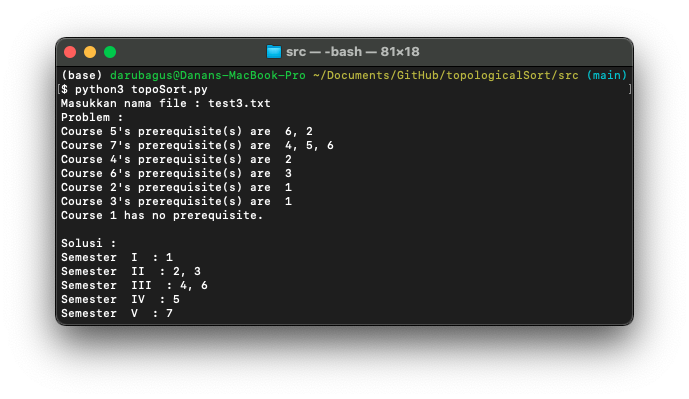 src — -bash — 81×18
(base) darubagus@Danans-MacBook-Pro ~/Documents/GitHub/topologicalSort/src (main)
[$ python3 topoSort.py ]
Masukkan nama file : test3.txt
Problem :
Course 5's prerequisite(s) are  6, 2
Course 7's prerequisite(s) are  4, 5, 6
Course 4's prerequisite(s) are  2
Course 6's prerequisite(s) are  3
Course 2's prerequisite(s) are  1
Course 3's prerequisite(s) are  1
Course 1 has no prerequisite.

Solusi :
Semester  I  : 1
Semester  II  : 2, 3
Semester  III  : 4, 6
Semester  IV  : 5
Semester  V  : 7